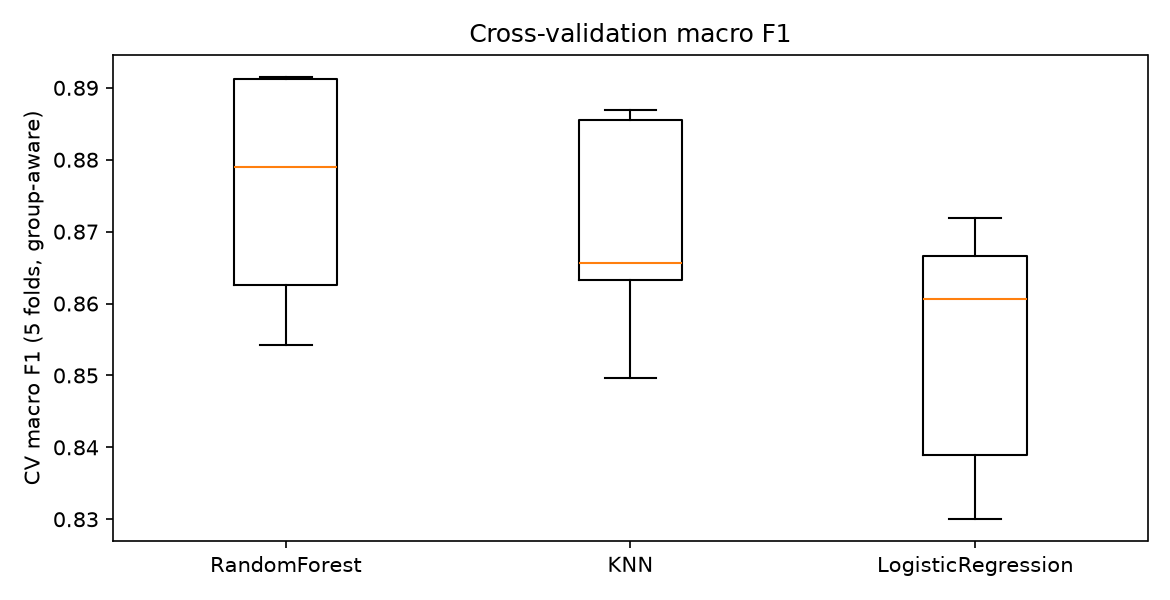 Cross-validation macro F1
CV macro F1 (5 folds, group-aware)
0.89
0.88
0.87
0.86
0.85
0.84
0.83
RandomForest
KNN
LogisticRegression